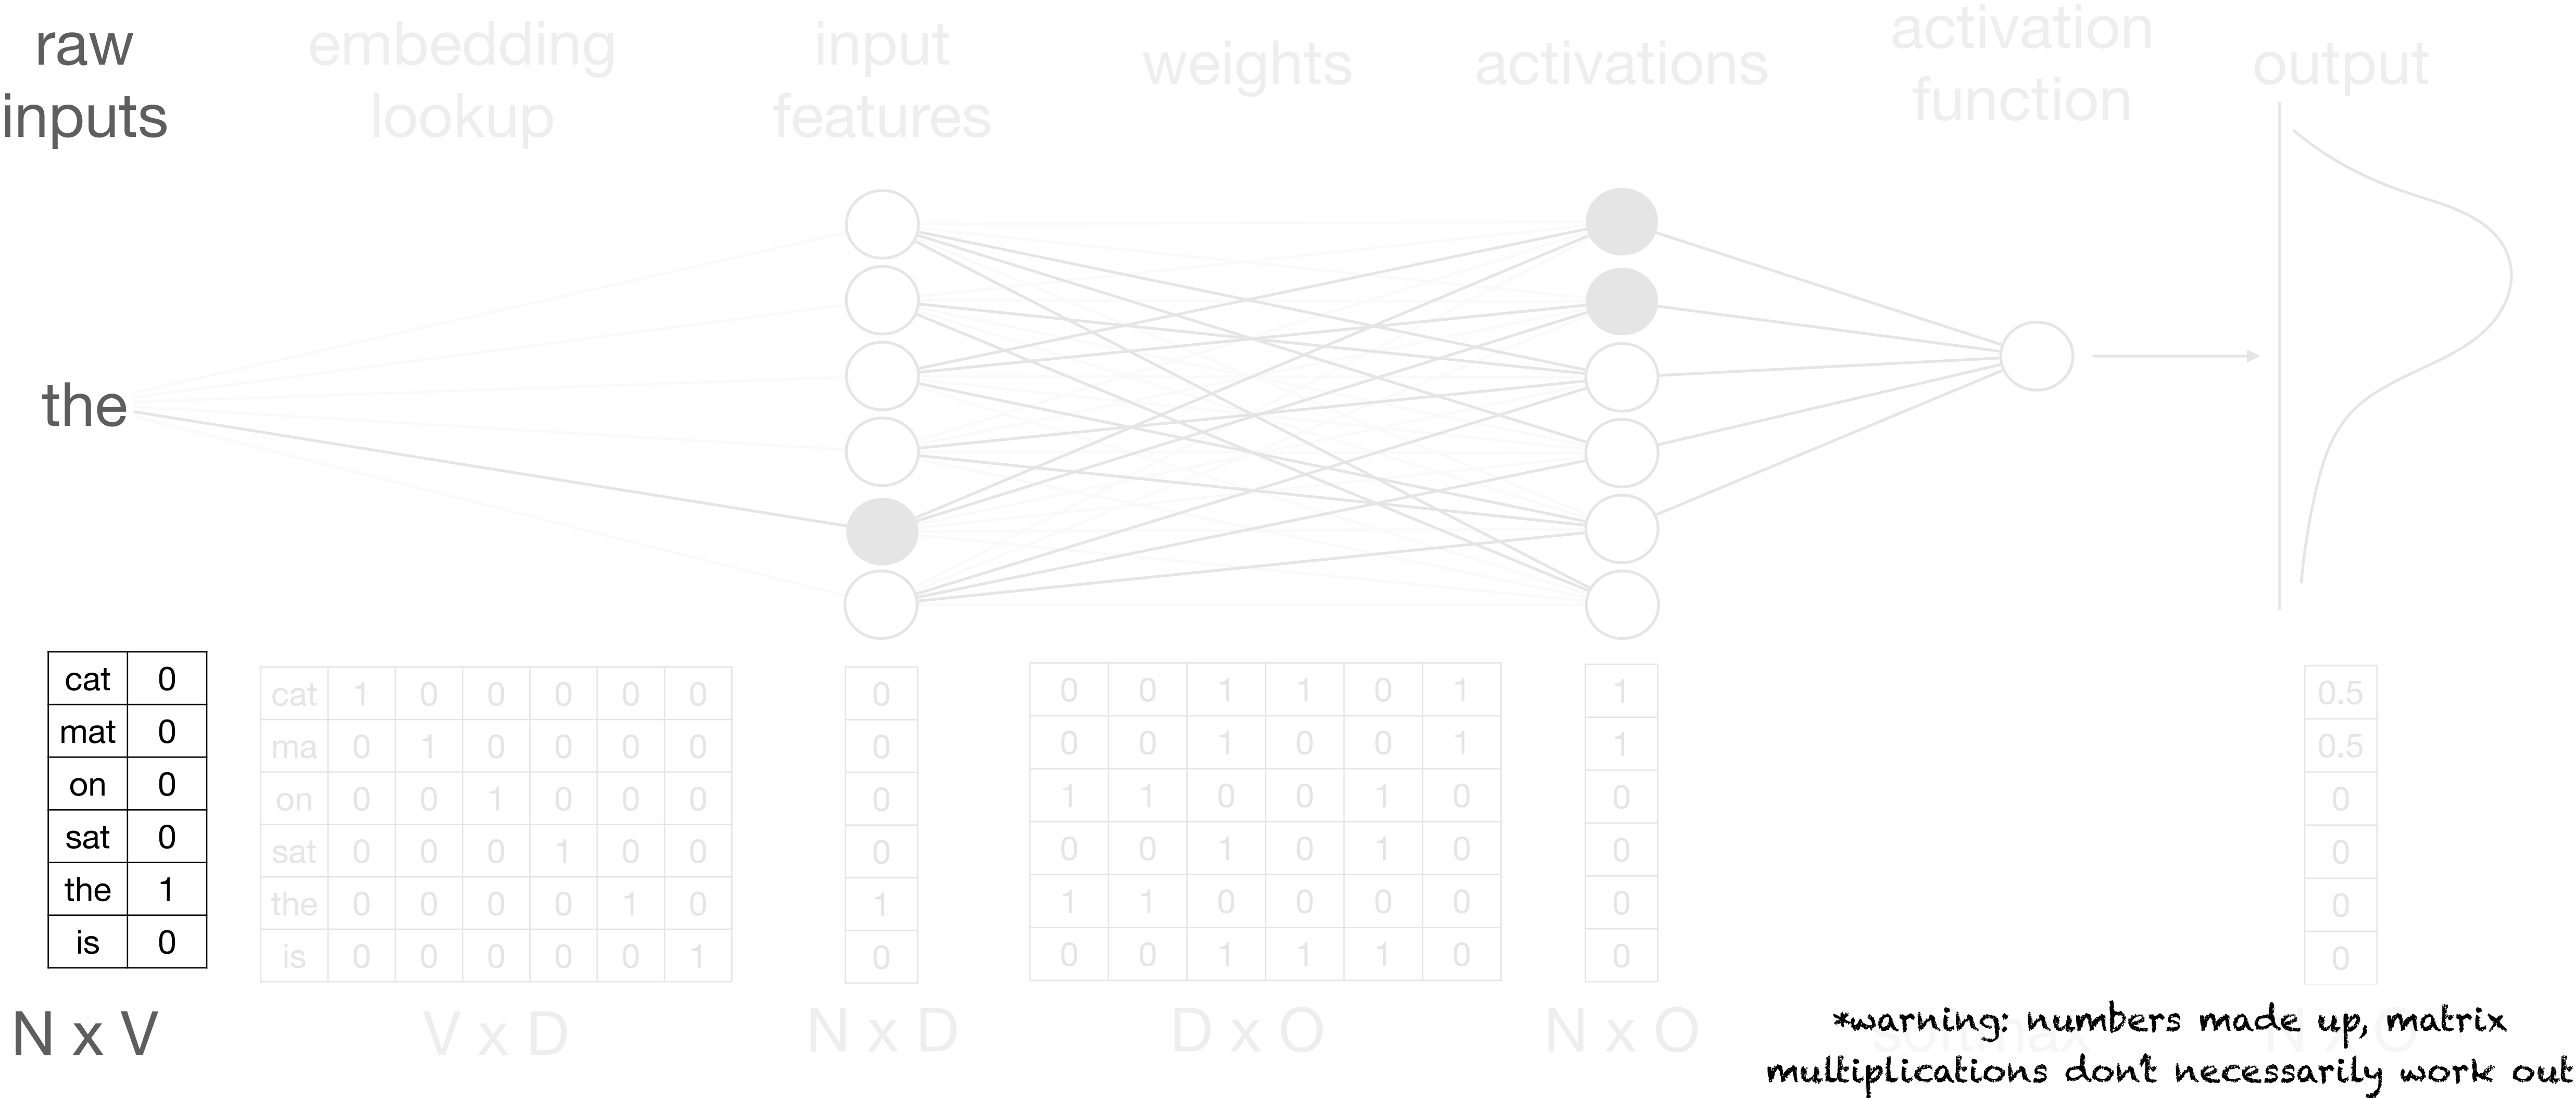 raw
inputs
embedding
lookup
input
features
weights
activations
activation
function
output
the
cat 0
mat 0
on 0
sat 0
the 1
is 0
N x V
cat 1 0 0 0 0 0
ma 0 1 0 0 0 0
on 0 0 1 0 0 0
sat 0 0 0 1 0 0
the 0 0 0 0 1 0
is 0 0 0 0 0 1
V x D
0
0
0
0
1
0
N x D
0 0 1 1 0 1
0 0 1 0 0 1
1 1 0 0 1 0
0 0 1 0 1 0
1 1 0 0 0 0
0 0 1 1 1 0
D x O
1
1
0
0
0
0
N x O
softmax
0.5
0.5
0
0
0
0
N x O
*warning: numbers made up, matrix
multiplications don't necessarily work out